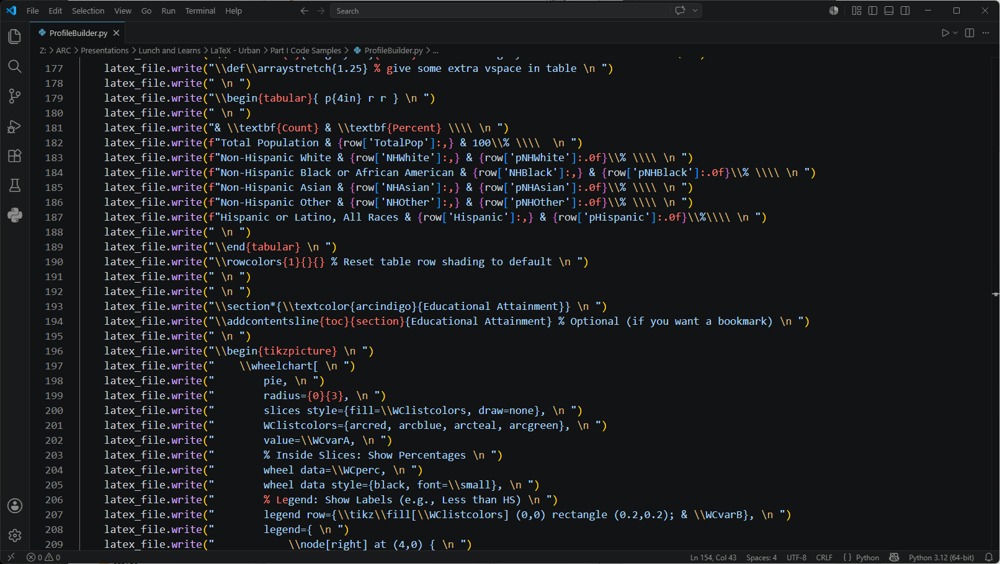 File Edit Selection View Go Run Terminal Help Search
ProfileBuilder.py
Z: > ARC > Presentations > Lunch and Learns > LaTeX - Urban > Part I Code Samples > ProfileBuilder.py > ...
177 latex_file.write("\\def\\arraystretch{1.25} % give some extra vspace in table \n ")
178 latex_file.write(" \n ")
179 latex_file.write("\\begin{tabular}{ p{4in} r r } \n ")
180 latex_file.write(" \n ")
181 latex_file.write("& \\textbf{Count} & \\textbf{Percent} \\\\ \n ")
182 latex_file.write(f"Total Population & {row['TotalPop']:,} & 100\\% \\\\  \n ")
183 latex_file.write(f"Non-Hispanic White & {row['NHWhite']:,} & {row['pNHWhite']:.0f}\\% \\\\ \n ")
184 latex_file.write(f"Non-Hispanic Black or African American & {row['NHBlack']:,} & {row['pNHBlack']:.0f}\\% \\\\ \n ")
185 latex_file.write(f"Non-Hispanic Asian & {row['NHAsian']:,} & {row['pNHAsian']:.0f}\\% \\\\ \n ")
186 latex_file.write(f"Non-Hispanic Other & {row['NHOther']:,} & {row['pNHOther']:.0f}\\% \\\\ \n ")
187 latex_file.write(f"Hispanic or Latino, All Races & {row['Hispanic']:,} & {row['pHispanic']:.0f}\\%\\\\ \n ")
188 latex_file.write(" \n ")
189 latex_file.write("\\end{tabular} \n ")
190 latex_file.write("\\rowcolors{1}{}{} % Reset table row shading to default \n ")
191 latex_file.write(" \n ")
192 latex_file.write(" \n ")
193 latex_file.write("\\section*{\\textcolor{arcindigo}{Educational Attainment}} \n ")
194 latex_file.write("\\addcontentsline{toc}{section}{Educational Attainment} % Optional (if you want a bookmark) \n ")
195 latex_file.write(" \n ")
196 latex_file.write("\\begin{tikzpicture} \n ")
197 latex_file.write("    \\wheelchart[ \n ")
198 latex_file.write("        pie, \n ")
199 latex_file.write("        radius={0}{3}, \n ")
200 latex_file.write("        slices style={fill=\\WClistcolors, draw=none}, \n ")
201 latex_file.write("        WClistcolors={arcred, arcblue, arcteal, arcgreen}, \n ")
202 latex_file.write("        value=\\WCvarA, \n ")
203 latex_file.write("        % Inside Slices: Show Percentages \n ")
204 latex_file.write("        wheel data=\\WCperc, \n ")
205 latex_file.write("        wheel data style={black, font=\\small}, \n ")
206 latex_file.write("        % Legend: Show Labels (e.g., Less than HS) \n ")
207 latex_file.write("        legend row={\\tikz\\fill[\\WClistcolors] (0,0) rectangle (0.2,0.2); & \\WCvarB}, \n ")
208 latex_file.write("        legend={ \n ")
209 latex_file.write("            \\node[right] at (4,0) { \n ")
0 0 Ln 154, Col 43 Spaces: 4 UTF-8 CRLF { } Python Python 3.12 (64-bit)